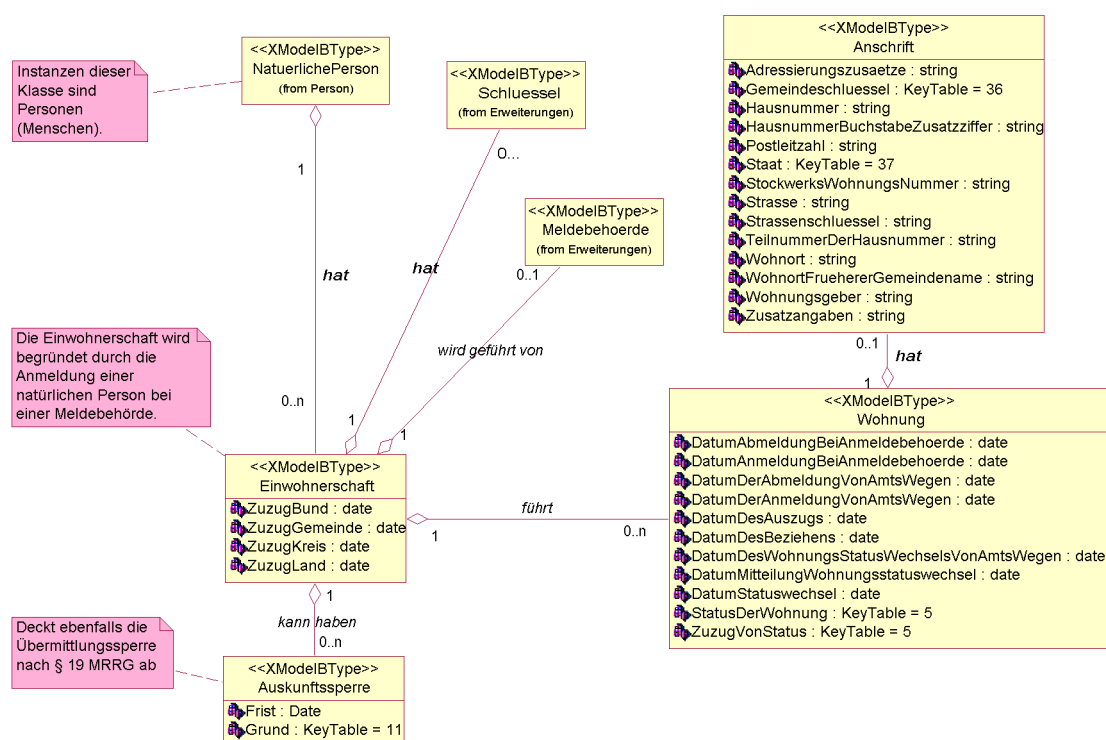 Instanzen dieser
Klasse sind
Personen
(Menschen).
<<XModelBType>>
NatuerlichePerson
(from Person)
<<XModelBType>>
Schluessel
(from Erweiterungen)
<<XModelBType>>
Meldebehoerde
(from Erweiterungen)
<<XModelBType>>
Anschrift
Adressierungszusaetze : string
Gemeindeschluessel : KeyTable = 36
Hausnummer : string
HausnummerBuchstabeZusatzziffer : string
Postleitzahl : string
Staat : KeyTable = 37
StockwerksWohnungsNummer : string
Strasse : string
Strassenschluessel : string
TeilnummerDerHausnummer : string
Wohnort : string
WohnortFruehererGemeindename : string
Wohnungsgeber : string
Zusatzangaben : string
1
hat
0..n
0...
hat
1
0..1
wird geführt von
1
0..1
hat
1
Die Einwohnerschaft wird
begründet durch die
Anmeldung einer
natürlichen Person bei
einer Meldebehörde.
<<XModelBType>>
Einwohnerschaft
ZuzugBund : date
ZuzugGemeinde : date
ZuzugKreis : date
ZuzugLand : date
1
führt
0..n
<<XModelBType>>
Wohnung
DatumAbmeldungBeiAnmeldebehoerde : date
DatumAnmeldungBeiAnmeldebehoerde : date
DatumDerAbmeldungVonAmtsWegen : date
DatumDerAnmeldungVonAmtsWegen : date
DatumDesAuszugs : date
DatumDesBeziehens : date
DatumDesWohnungsStatusWechselsVonAmtsWegen : date
DatumMitteilungWohnungsstatuswechsel : date
DatumStatuswechsel : date
StatusDerWohnung : KeyTable = 5
ZuzugVonStatus : KeyTable = 5
1
kann haben
0..n
Deckt ebenfalls die
Übermittlungssperre
nach § 19 MRRG ab
<<XModelBType>>
Auskunftssperre
Frist : Date
Grund : KeyTable = 11